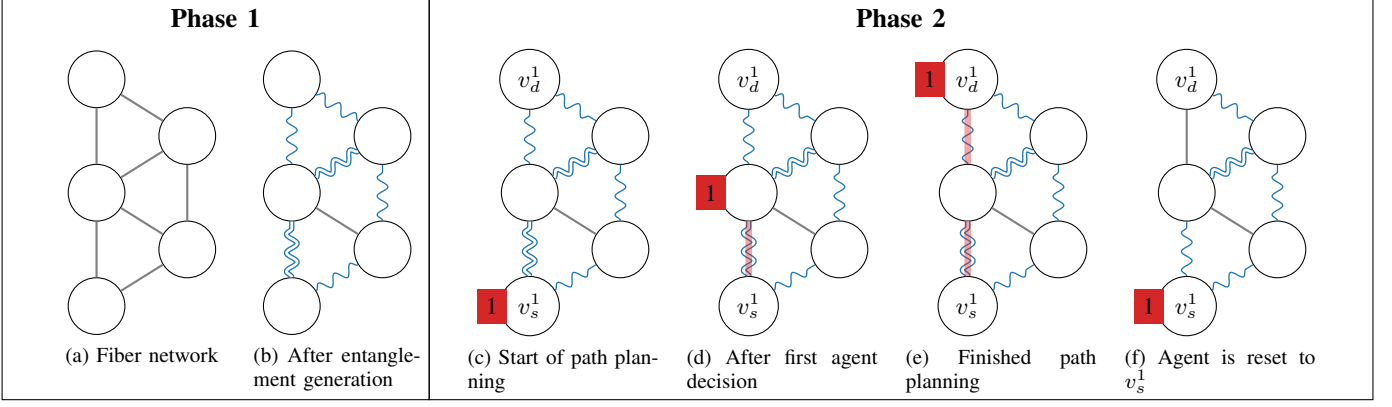 Phase 1
Phase 2
v_d^1
v_d^1
1 v_d^1
v_d^1
1
1 v_s^1
v_s^1
v_s^1
1 v_s^1
(a) Fiber network
(b) After entangle-
ment generation
(c) Start of path plan-
ning
(d) After first agent
decision
(e) Finished path
planning
(f) Agent is reset to
v_s^1